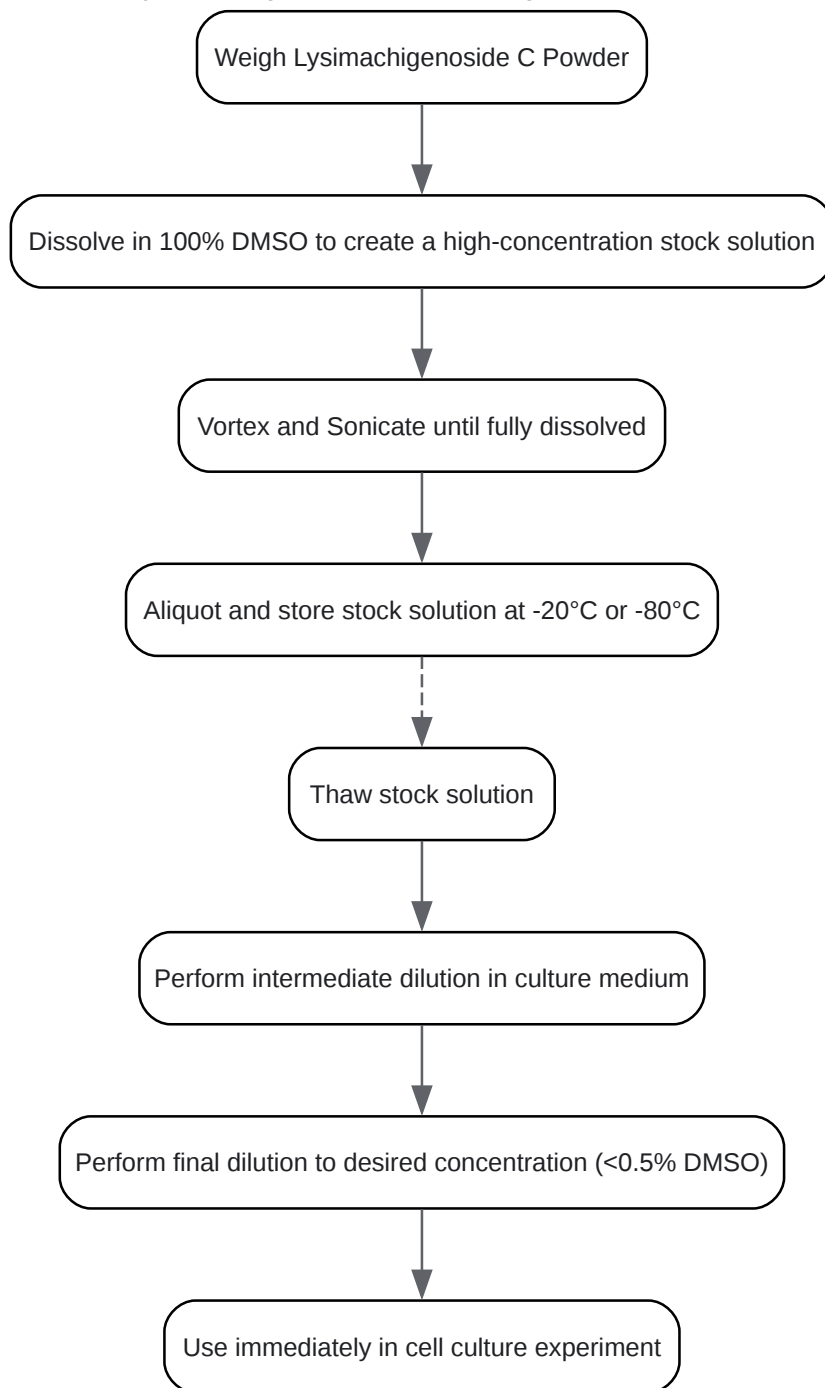 Weigh Lysimachigenoside C Powder
Dissolve in 100% DMSO to create a high-concentration stock solution
Vortex and Sonicate until fully dissolved
Aliquot and store stock solution at -20°C or -80°C
Thaw stock solution
Perform intermediate dilution in culture medium
Perform final dilution to desired concentration (<0.5% DMSO)
Use immediately in cell culture experiment